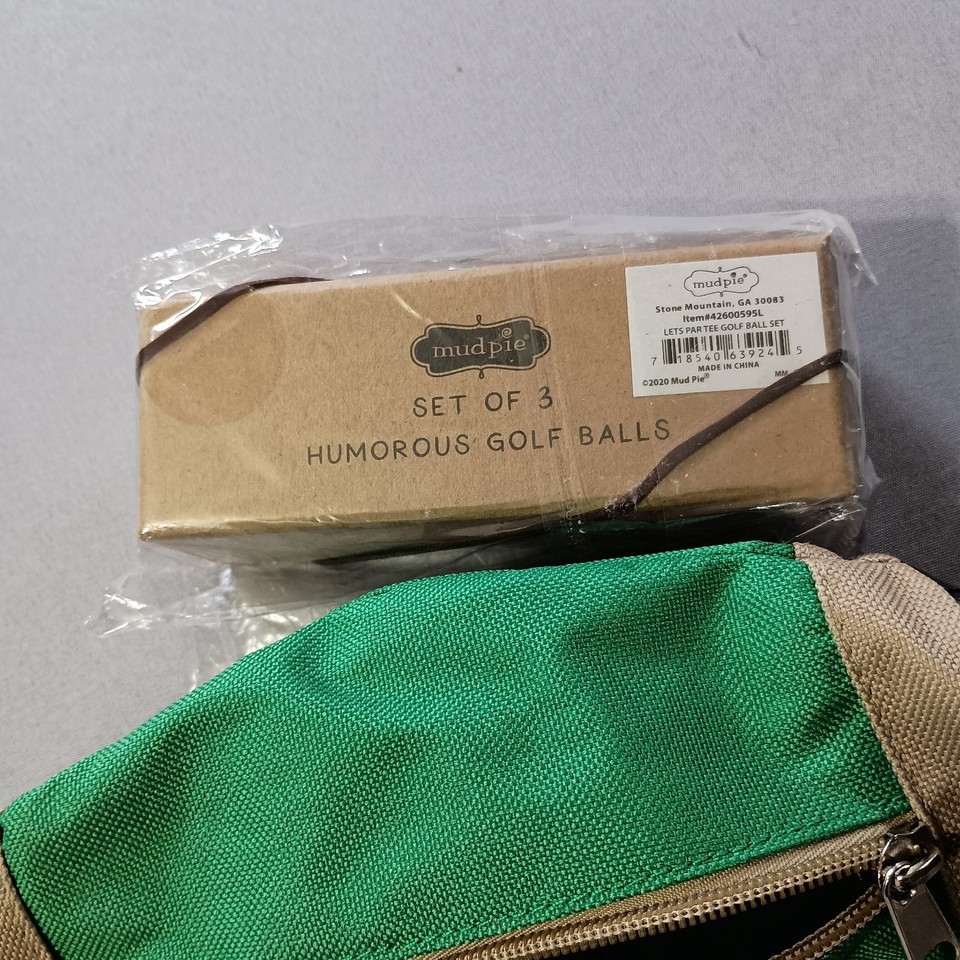 mudpie®
SET OF 3
HUMOROUS GOLF BALLS
mudpie®
Stone Mountain, GA 30083
Item#42600595L
LETS PAR TEE GOLF BALL SET
7 18540 63924 5
MADE IN CHINA
©2020 Mud Pie® MM